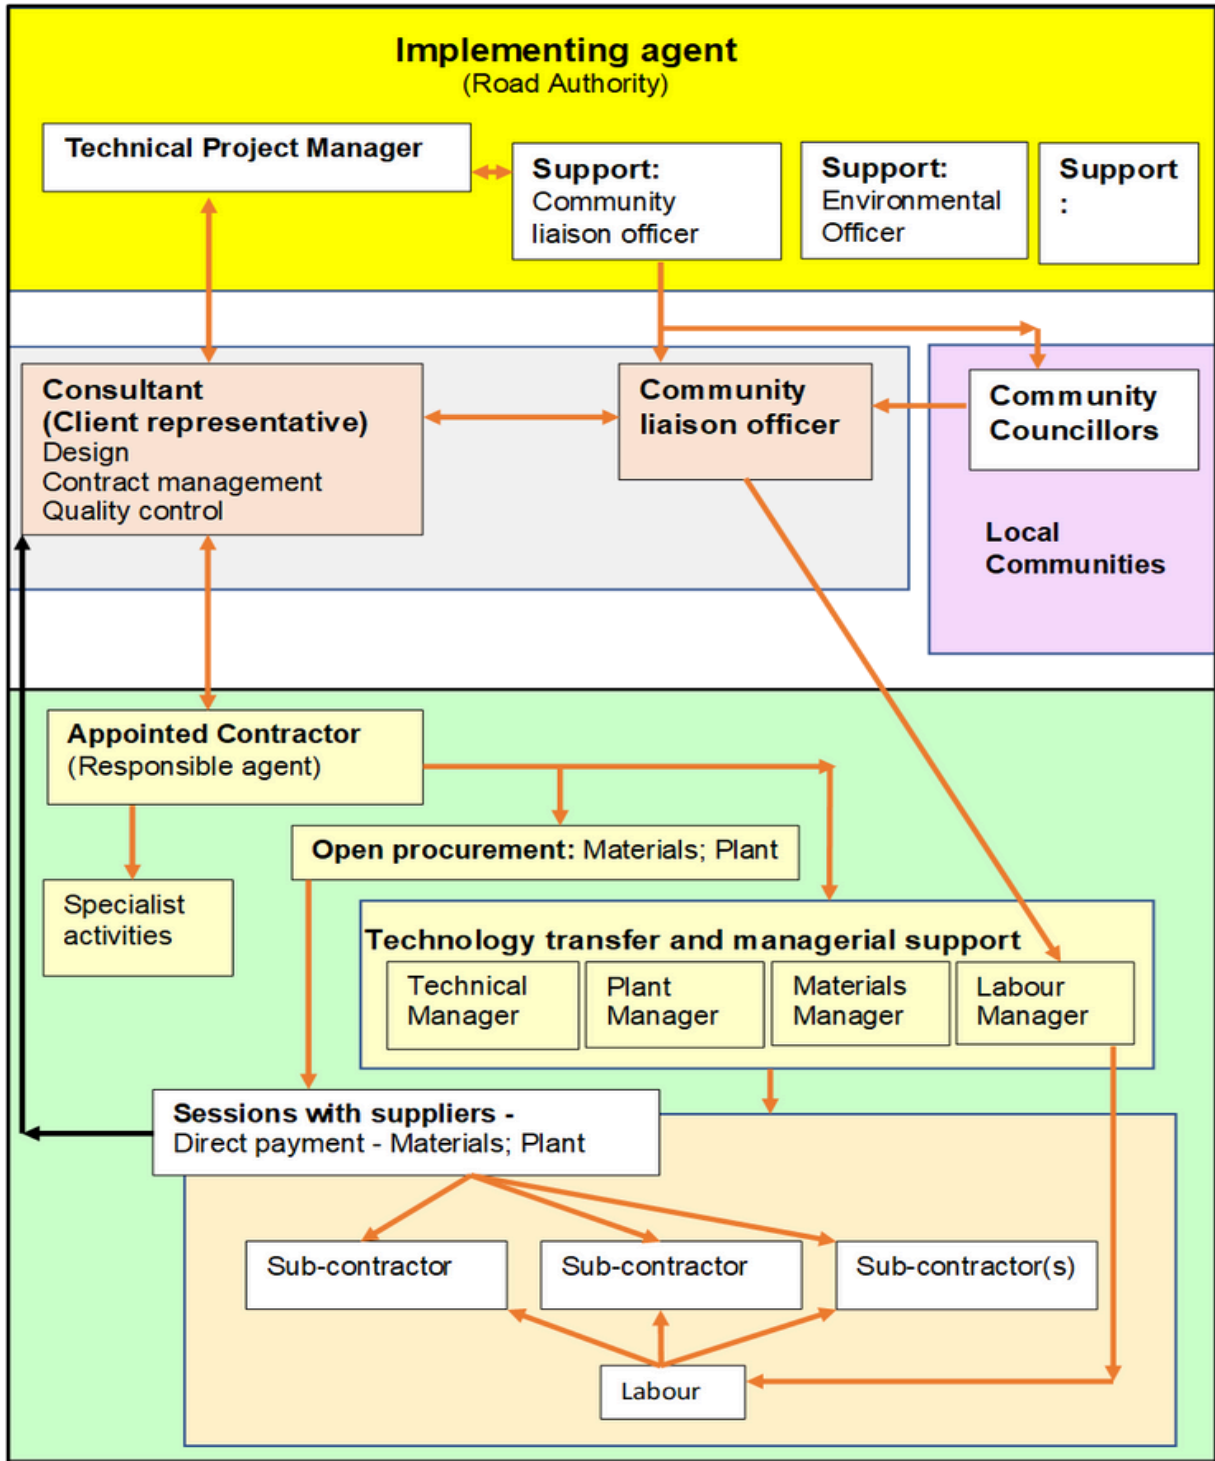 Implementing agent
(Road Authority)
Technical Project Manager
Support:
Community
liaison officer
Support:
Environmental
Officer
Support
:
Consultant
(Client representative)
Design
Contract management
Quality control
Community
liaison officer
Community
Councillors
Local
Communities
Appointed Contractor
(Responsible agent)
Open procurement: Materials; Plant
Specialist
activities
Technology transfer and managerial support
Technical
Manager
Plant
Manager
Materials
Manager
Labour
Manager
Sessions with suppliers -
Direct payment - Materials; Plant
Sub-contractor
Sub-contractor
Sub-contractor(s)
Labour